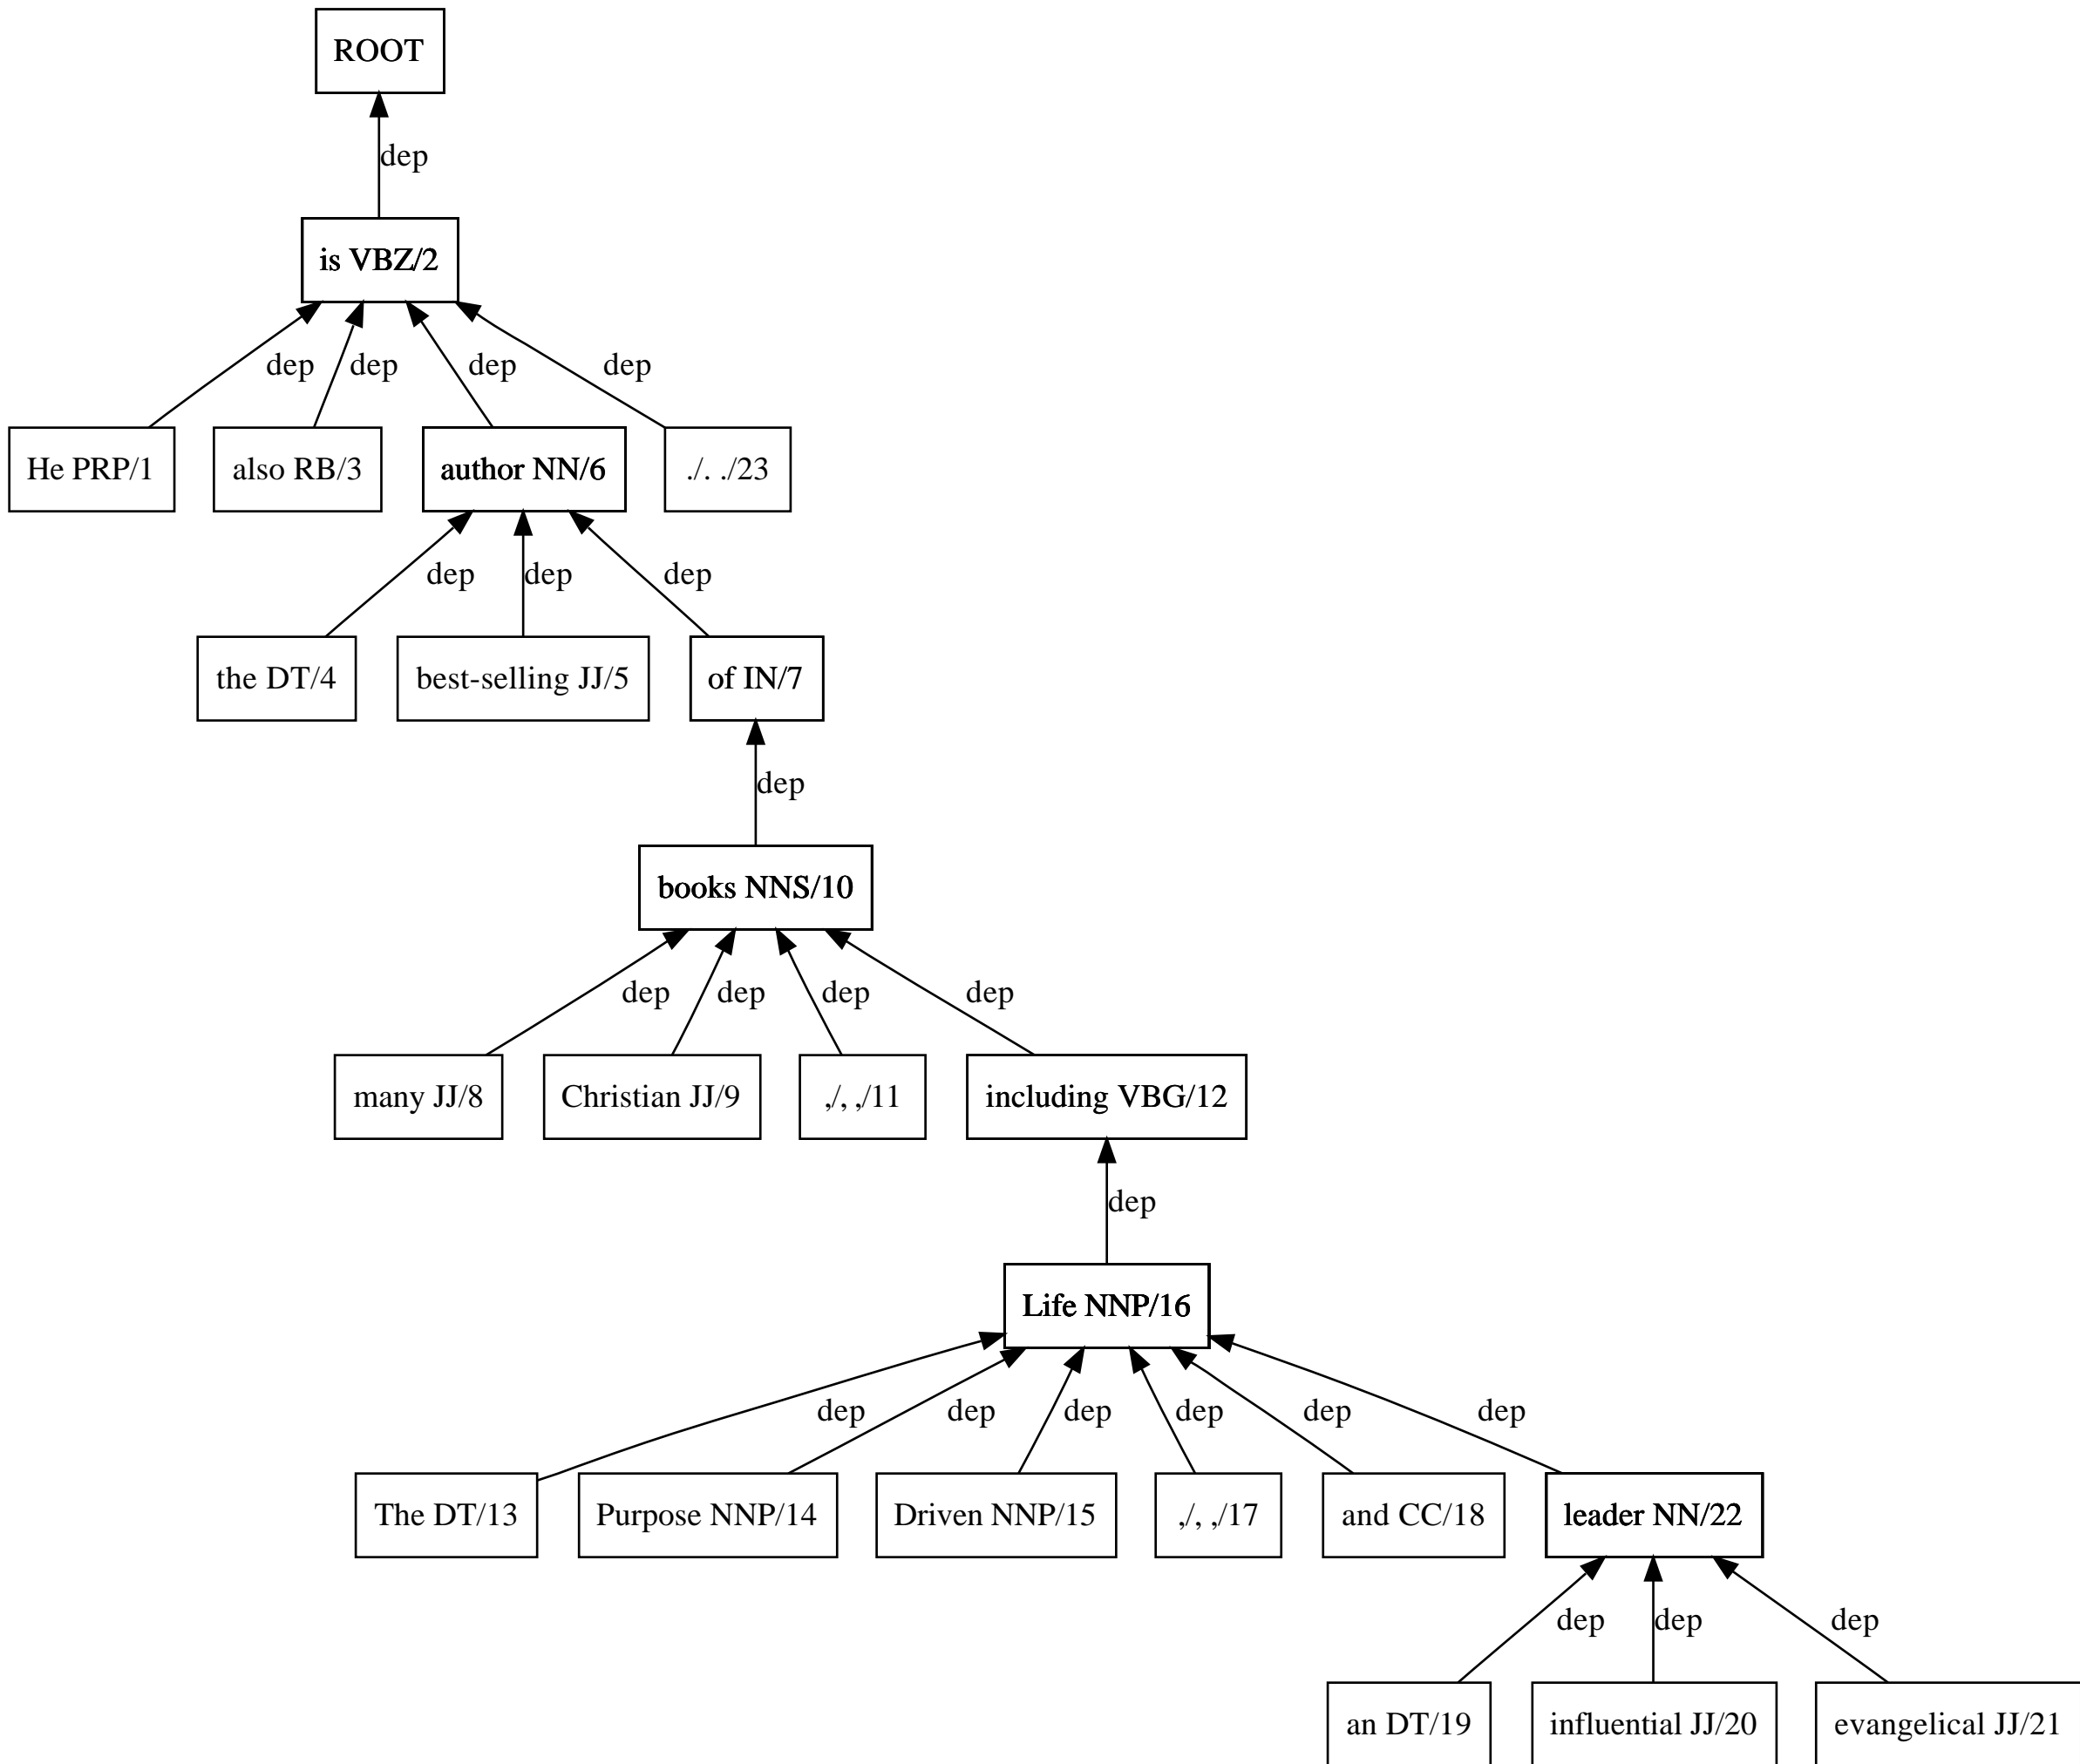 ROOT
dep
is VBZ/2
dep dep dep dep
He PRP/1 also RB/3 author NN/6 ./. ./23
dep dep dep
the DT/4 best-selling JJ/5 of IN/7
dep
books NNS/10
dep dep dep dep
many JJ/8 Christian JJ/9 ,/, ,/11 including VBG/12
dep
Life NNP/16
dep dep dep dep dep dep
The DT/13 Purpose NNP/14 Driven NNP/15 ,/, ,/17 and CC/18 leader NN/22
dep dep dep
an DT/19 influential JJ/20 evangelical JJ/21